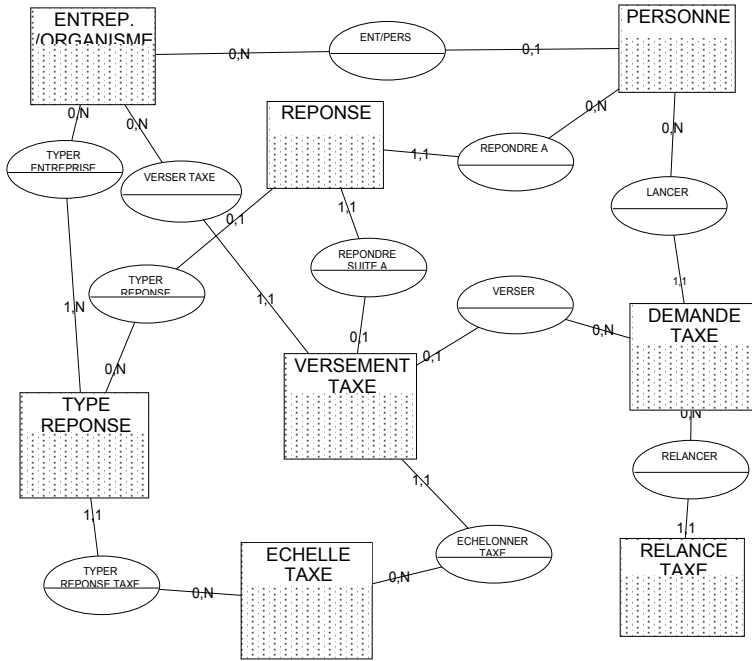 ENTREP.
/ORGANISME
PERSONNE
ENT/PERS
0,N
0,1
REPONSE
0,N
0,N
0,N
0,N
TYPER
ENTREPRISE
VERSER TAXE
1,1
REPONDRE A
LANCER
0,1
1,1
TYPER
REPONSE
REPONDRE
SUITE A
VERSER
1,1
1,1
1,N
0,1
0,1
0,N
DEMANDE
TAXE
0,N
VERSEMENT
TAXE
TYPE
REPONSE
0,N
RELANCER
1,1
1,1
1,1
ECHELONNER
TAXE
ECHELLE
TAXE
RELANCE
TAXE
TYPER
REPONSE TAXE
0,N
0,N